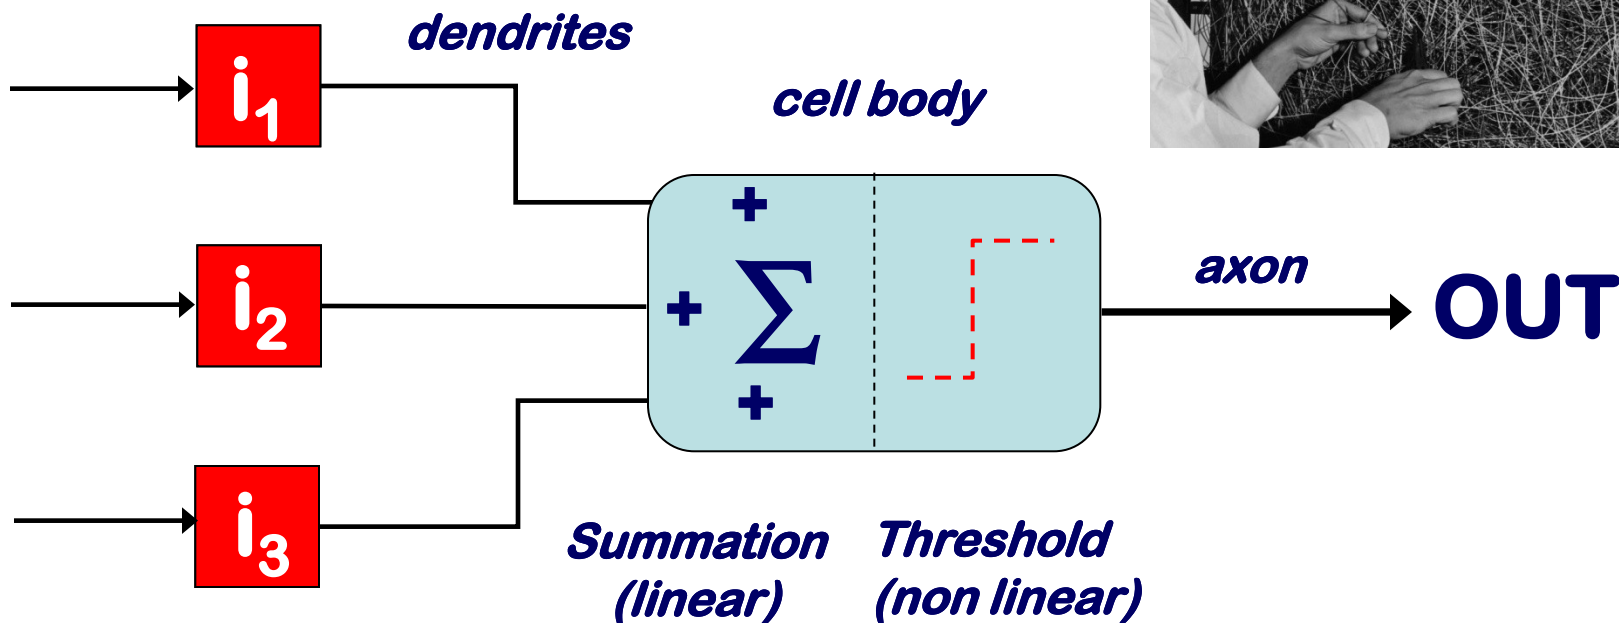 dendrites
cell body
i1
i2
i3
+
+
Σ
+
axon
OUT
Summation
(linear)
Threshold
(non linear)